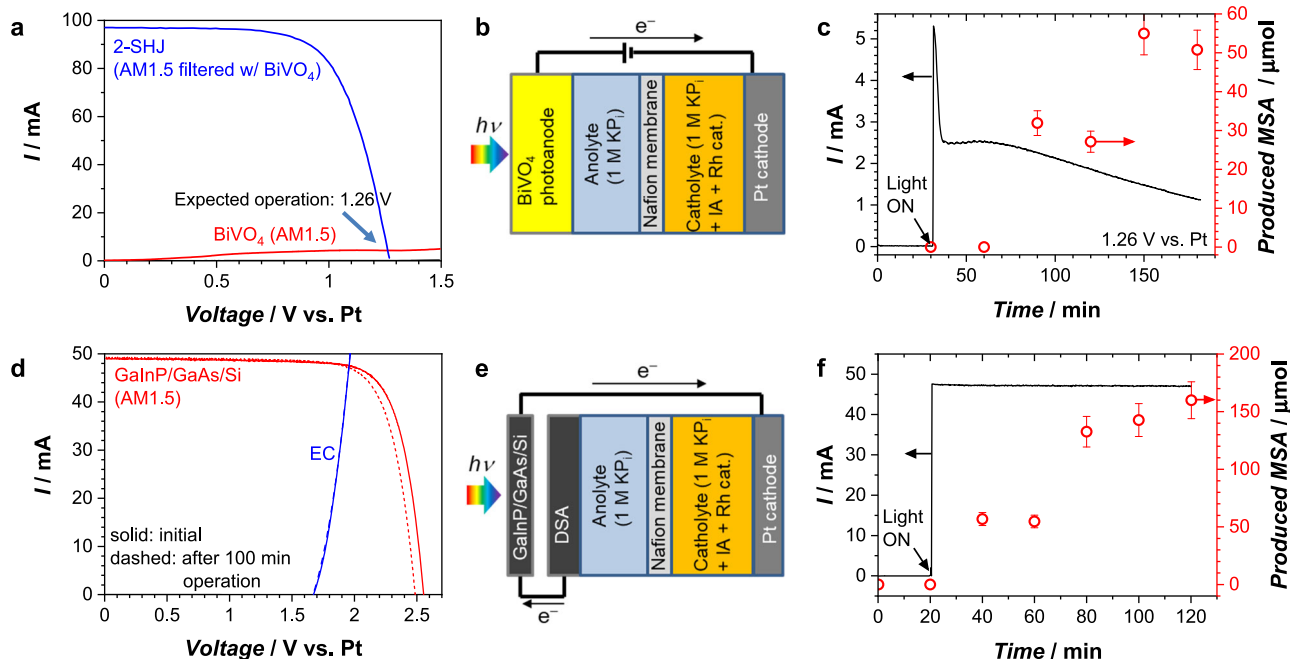 a
100
80
60
40
20
0
I / mA
2-SHJ
(AM1.5 filtered w/ BiVO4)
Expected operation: 1.26 V
BiVO4 (AM1.5)
0 0.5 1 1.5
Voltage / V vs. Pt
b
e−
hν
BiVO4 photoanode
Anolyte
(1 M KPi)
Nafion membrane
Catholyte (1 M KPi
+ IA + Rh cat.)
Pt cathode
c
5
4
3
2
1
0
I / mA
Light
ON
1.26 V vs. Pt
60
50
40
30
20
10
0
Produced MSA / μmol
0 50 100 150
Time / min
d
50
40
30
20
10
0
I / mA
GaInP/GaAs/Si
(AM1.5)
EC
solid: initial
dashed: after 100 min
operation
0 0.5 1 1.5 2 2.5
Voltage / V vs. Pt
e
e−
hν
GaInP/GaAs/Si
DSA
Anolyte
(1 M KPi)
Nafion membrane
Catholyte (1 M KPi
+ IA + Rh cat.)
Pt cathode
e−
f
50
40
30
20
10
0
I / mA
Light
ON
200
150
100
50
0
Produced MSA / μmol
0 20 40 60 80 100 120
Time / min